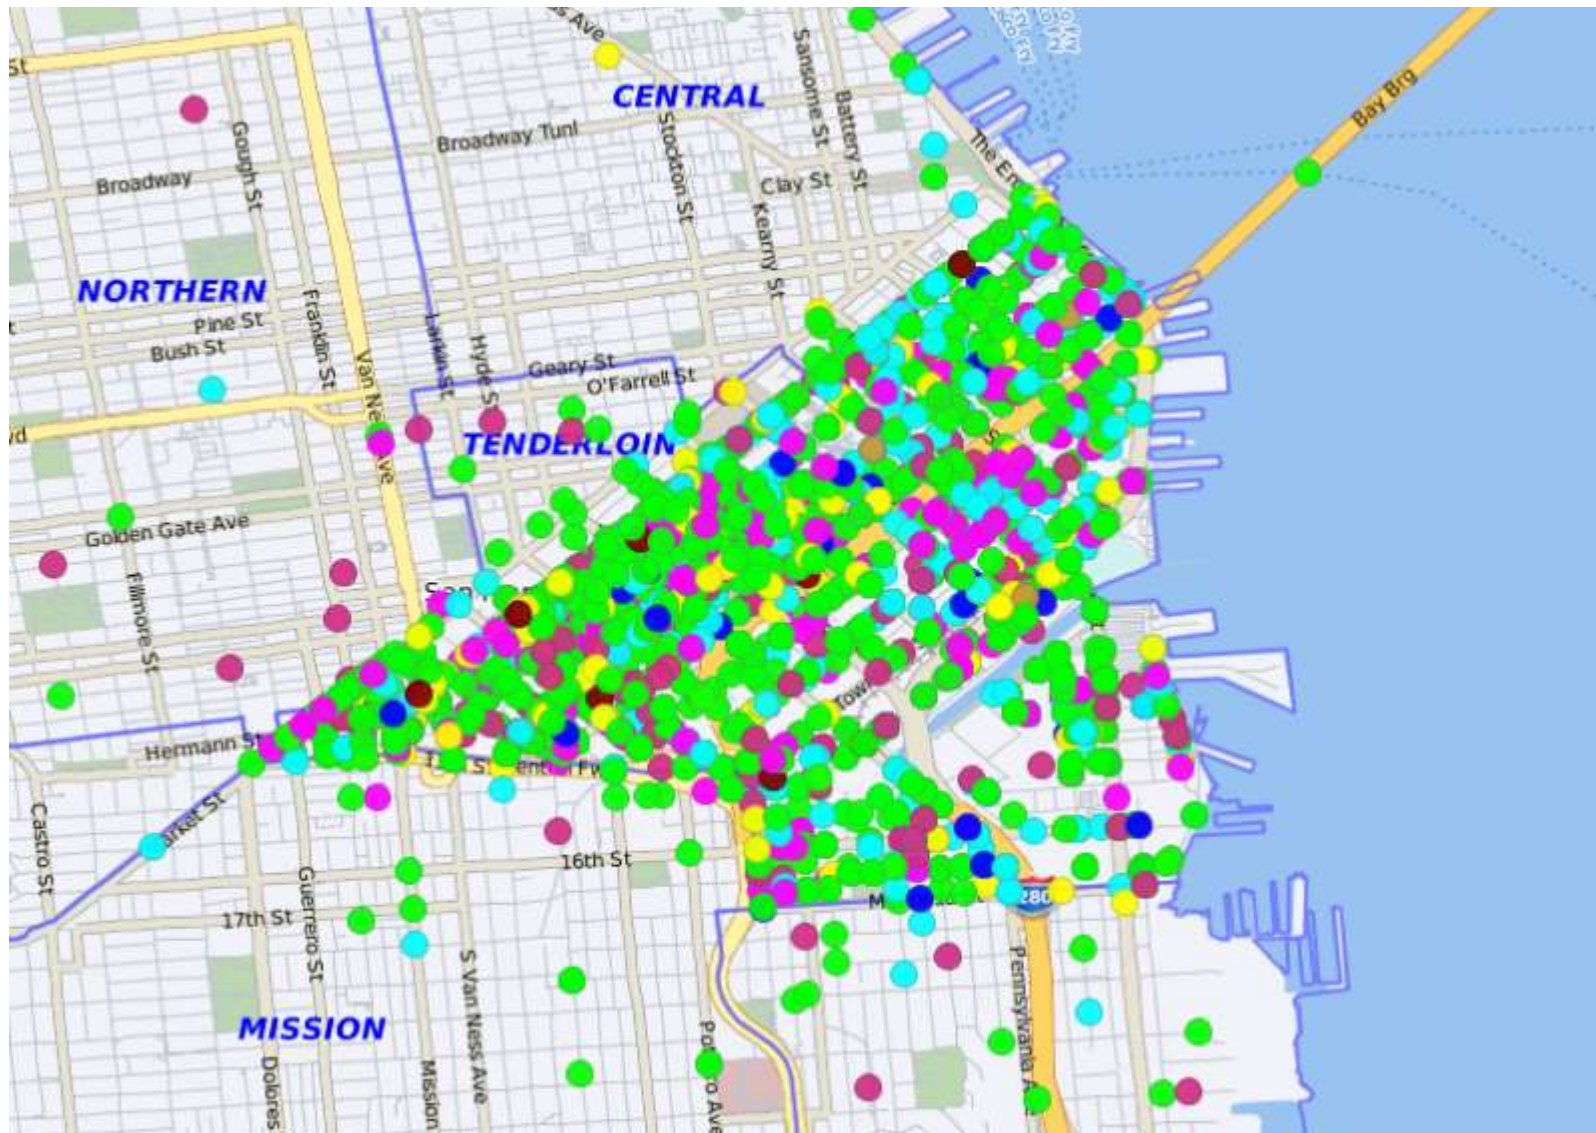 St
CENTRAL
Sansome St
Battery St
Bay Brg
Gough St
Broadway Tunl
Stockton St
Broadway
Clay St
Kearny St
NORTHERN
Pine St
Bush St
Franklin St
Larkin St
Hyde St
Geary St
O'Farrell St
Van Ne
Ave
TENDERLOIN
Golden Gate Ave
Fillmore St
Hermann St
Castro St
16th St
Guerrero St
17th St
280
S Van Ness Ave
Pennsylvania A
MISSION
Dolores
Mission